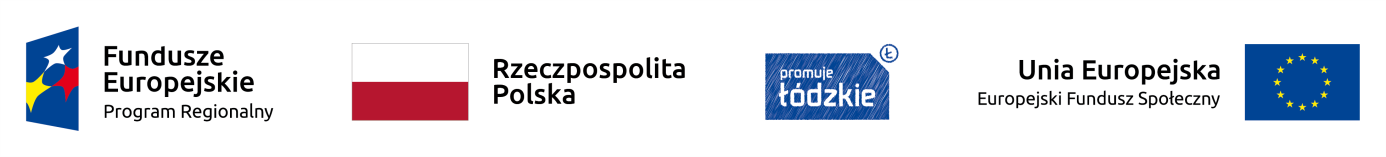 Fundusze
Europejskie
Program Regionalny
Rzeczpospolita
Polska
promuje
łódzkie
Ł
Unia Europejska
Europejski Fundusz Społeczny